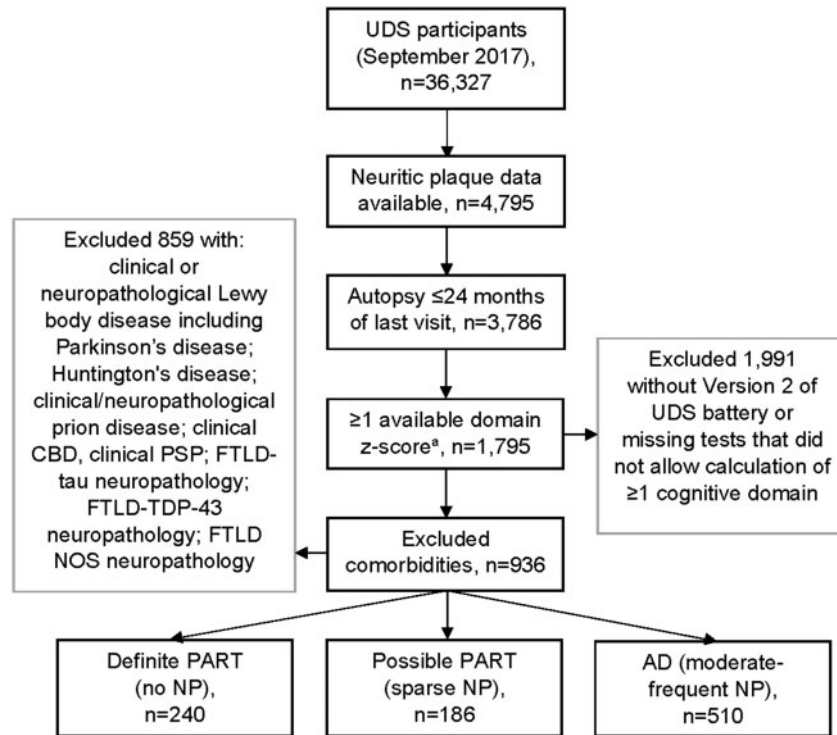 UDS participants
(September 2017),
n=36,327
Neuritic plaque data
available, n=4,795
Excluded 859 with:
clinical or
neuropathological Lewy
body disease including
Parkinson's disease;
Huntington's disease;
clinical/neuropathological
prion disease; clinical
CBD, clinical PSP; FTLD-
tau neuropathology;
FTLD-TDP-43
neuropathology; FTLD
NOS neuropathology
Autopsy ≤24 months
of last visit, n=3,786
≥1 available domain
z-scoreᵃ, n=1,795
Excluded 1,991
without Version 2 of
UDS battery or
missing tests that did
not allow calculation of
≥1 cognitive domain
Excluded
comorbidities, n=936
Definite PART
(no NP),
n=240
Possible PART
(sparse NP),
n=186
AD (moderate-
frequent NP),
n=510